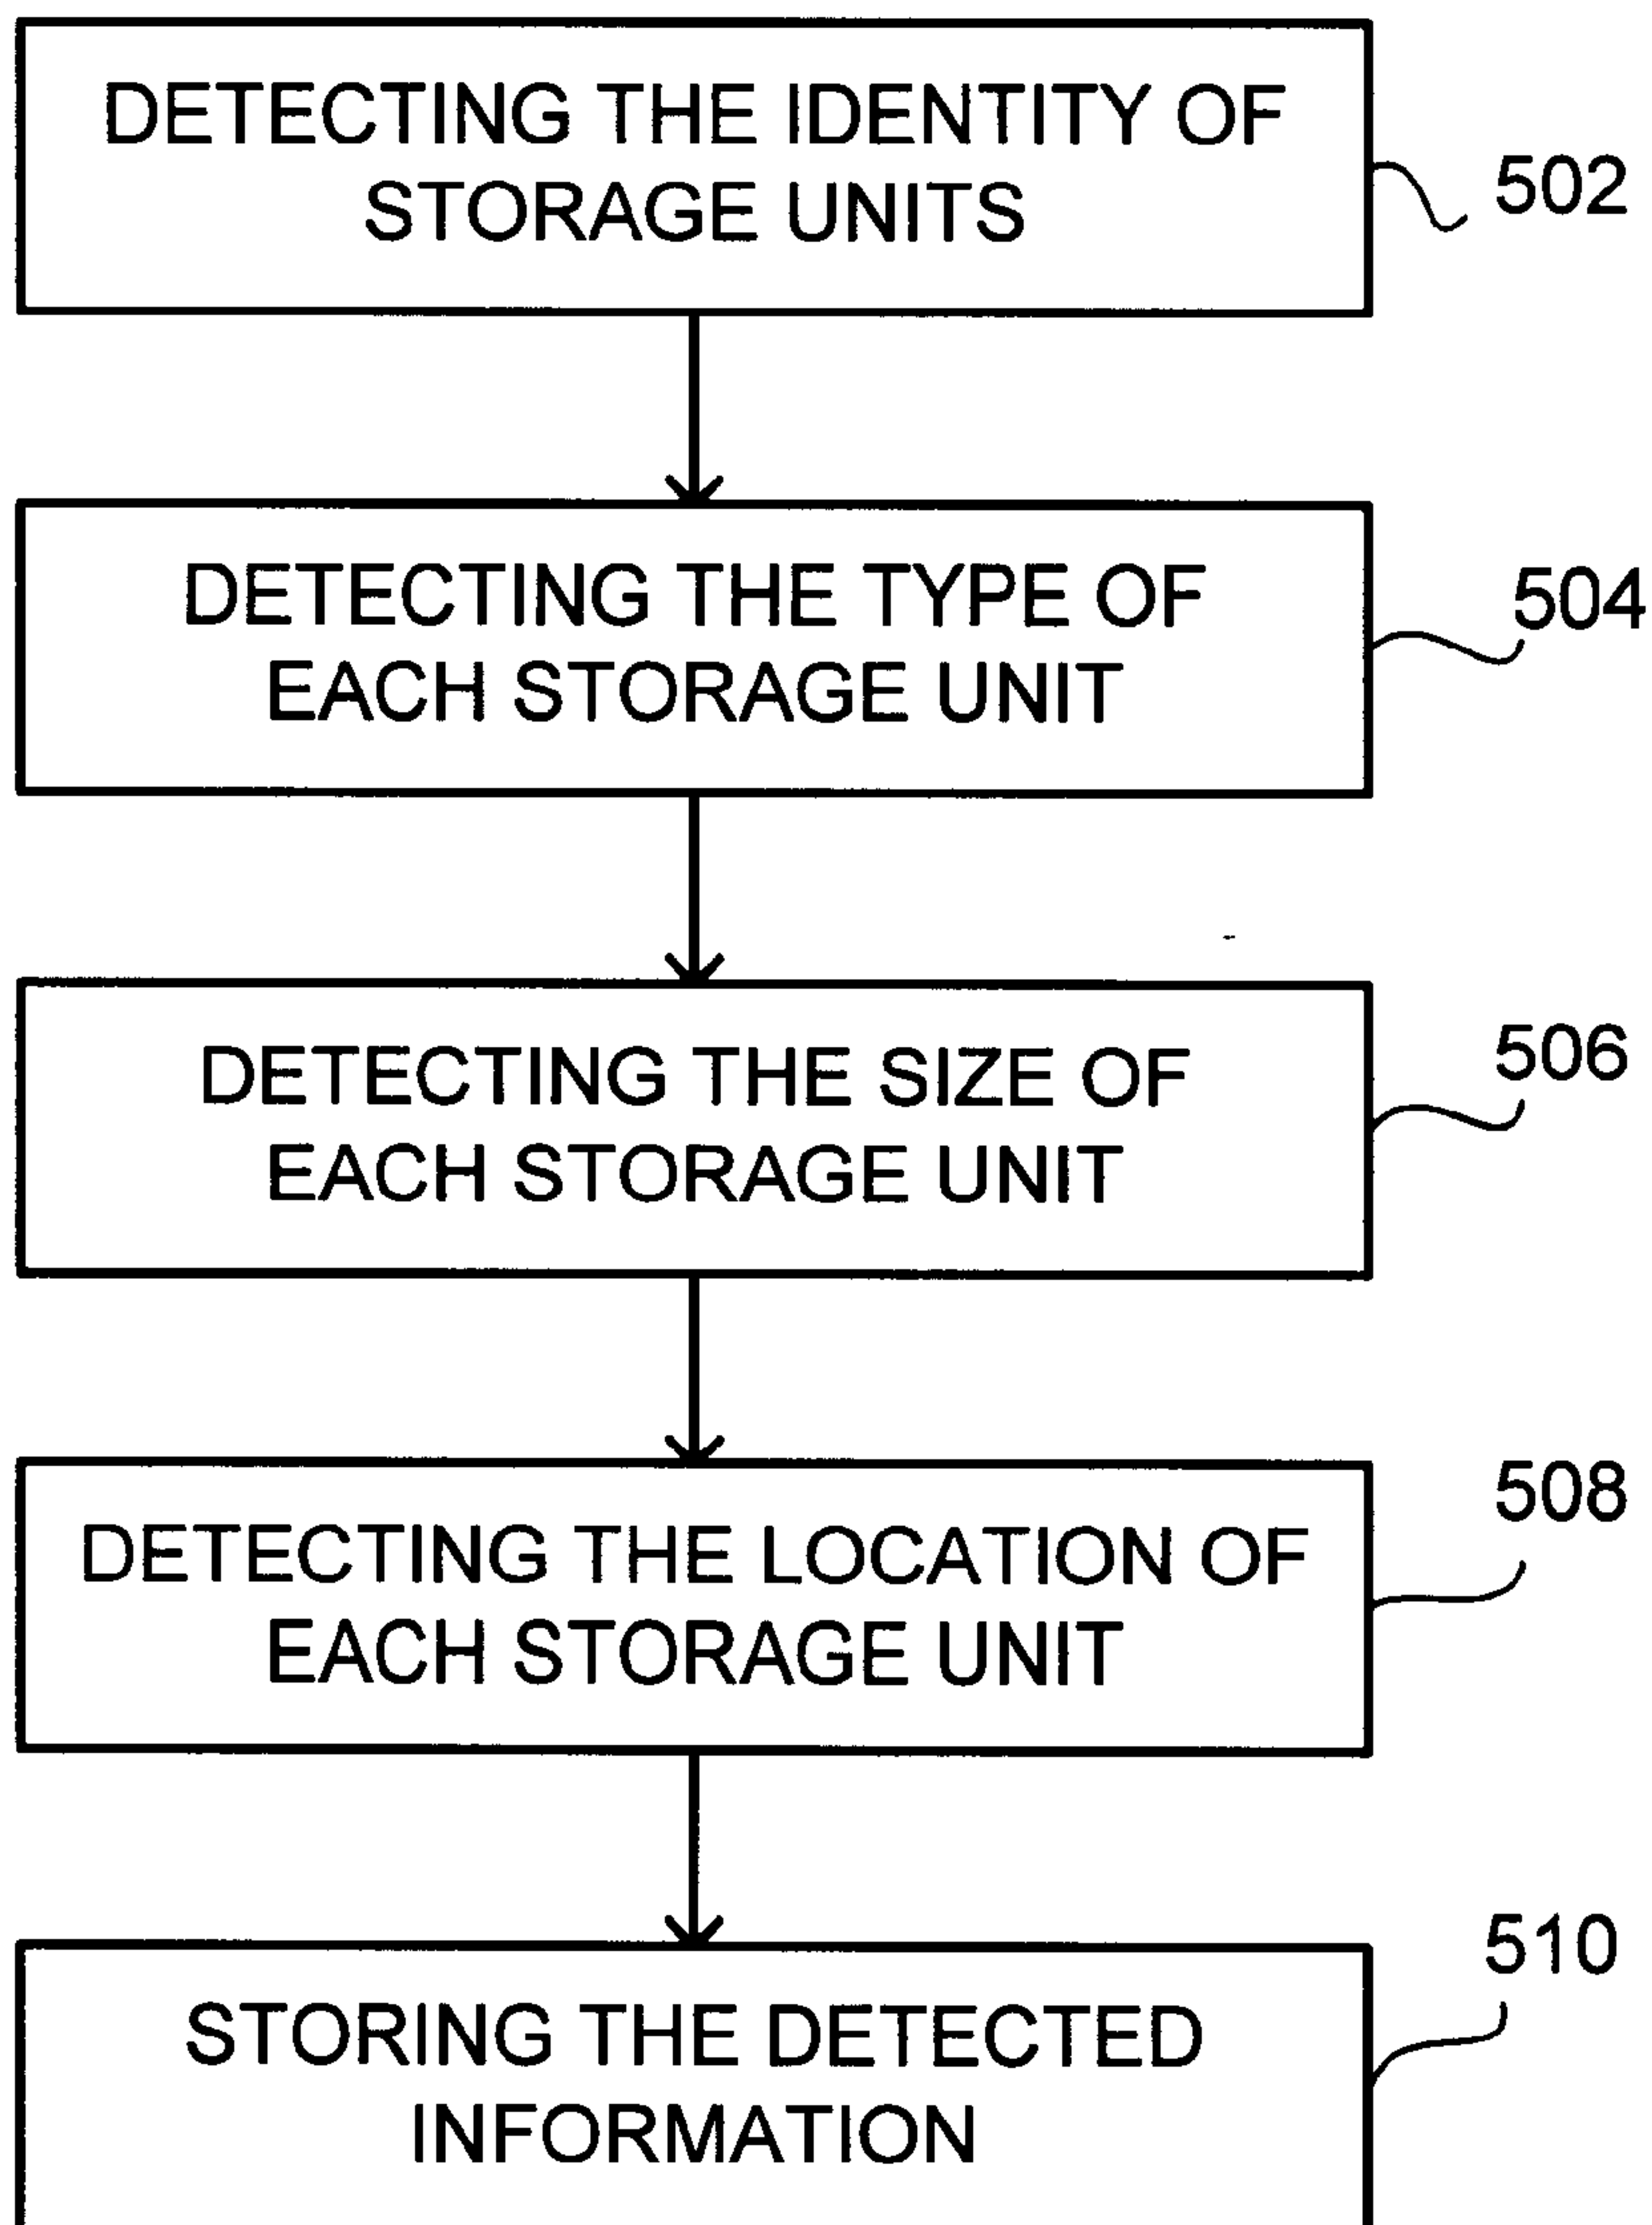 DETECTING THE IDENTITY OF
STORAGE UNITS
502
DETECTING THE TYPE OF
EACH STORAGE UNIT
504
DETECTING THE SIZE OF
EACH STORAGE UNIT
506
DETECTING THE LOCATION OF
EACH STORAGE UNIT
508
STORING THE DETECTED
INFORMATION
510